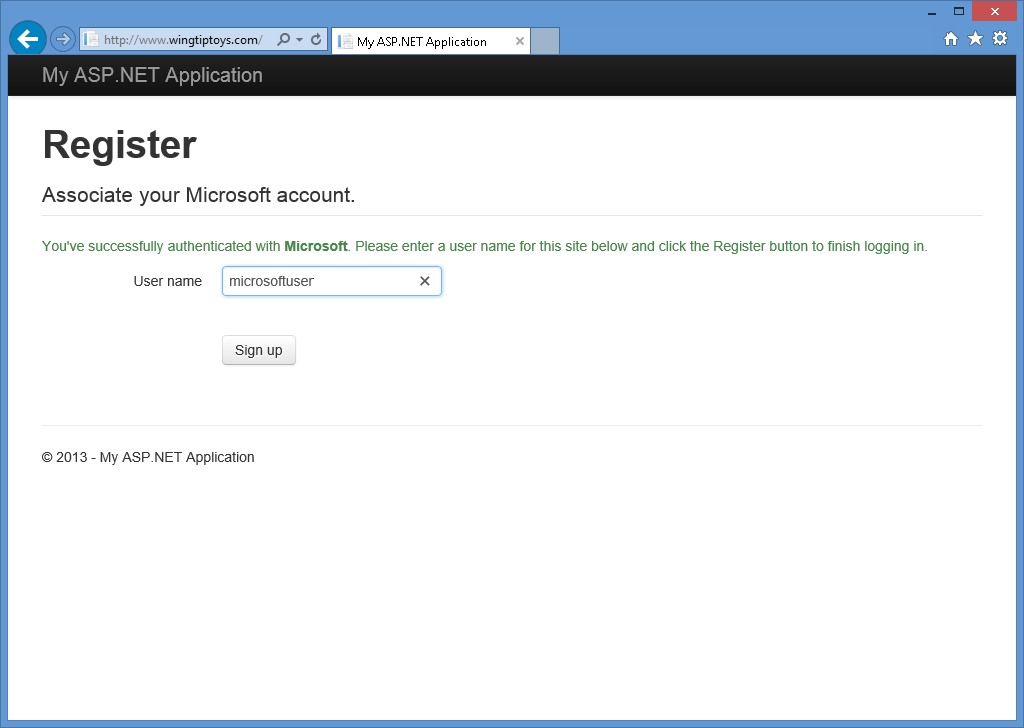 http://www.wingtiptoys.com/
My ASP.NET Application
My ASP.NET Application
Register
Associate your Microsoft account.
You've successfully authenticated with Microsoft. Please enter a user name for this site below and click the Register button to finish logging in.
User name microsoftuser
Sign up
© 2013 - My ASP.NET Application